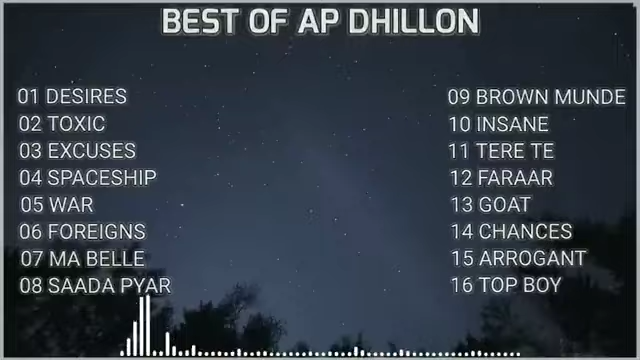 BEST OF AP DHILLON
01 DESIRES
02 TOXIC
03 EXCUSES
04 SPACESHIP
05 WAR
06 FOREIGNS
07 MA BELLE
08 SAADA PYAR
09 BROWN MUNDE
10 INSANE
11 TERE TE
12 FARAAR
13 GOAT
14 CHANCES
15 ARROGANT
16 TOP BOY